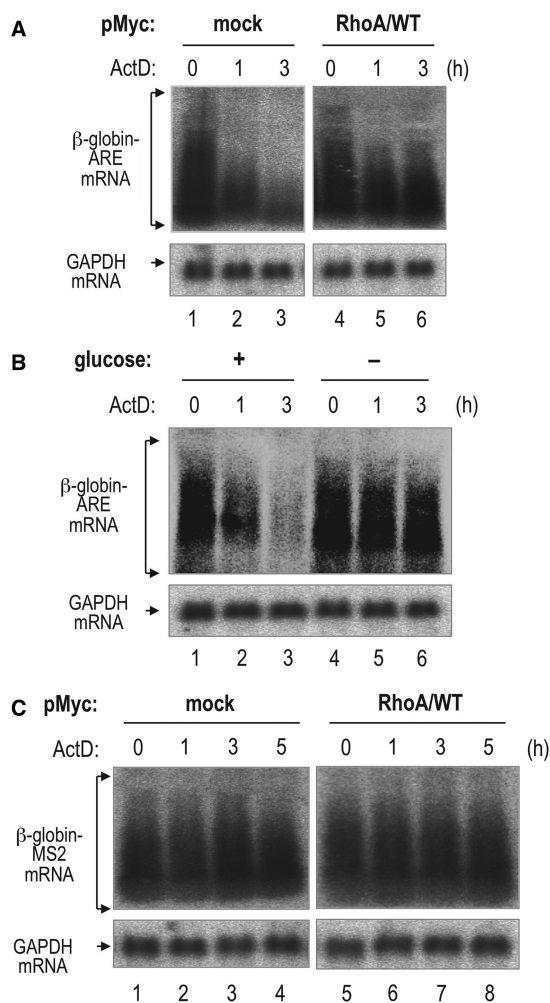 A pMyc: mock RhoA/WT
ActD: 0 1 3 0 1 3 (h)
β-globin-
ARE
mRNA
GAPDH
mRNA
1 2 3 4 5 6
B glucose: + –
ActD: 0 1 3 0 1 3 (h)
β-globin-
ARE
mRNA
GAPDH
mRNA
1 2 3 4 5 6
C pMyc: mock RhoA/WT
ActD: 0 1 3 5 0 1 3 5 (h)
β-globin-
MS2
mRNA
GAPDH
mRNA
1 2 3 4 5 6 7 8